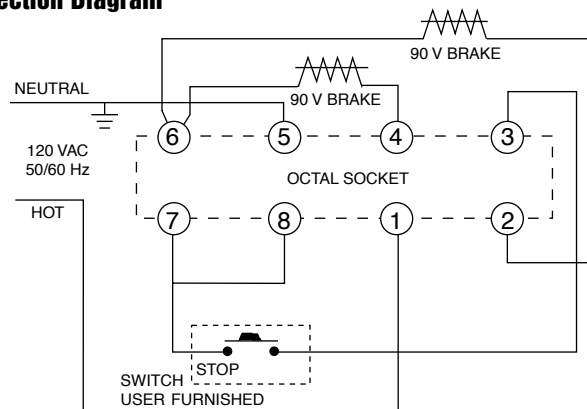 Diagram
90 V BRAKE
NEUTRAL
90 V BRAKE
6 5 4 3
120 VAC
50/60 Hz
OCTAL SOCKET
HOT
7 8 1 2
STOP
SWITCH
USER FURNISHED